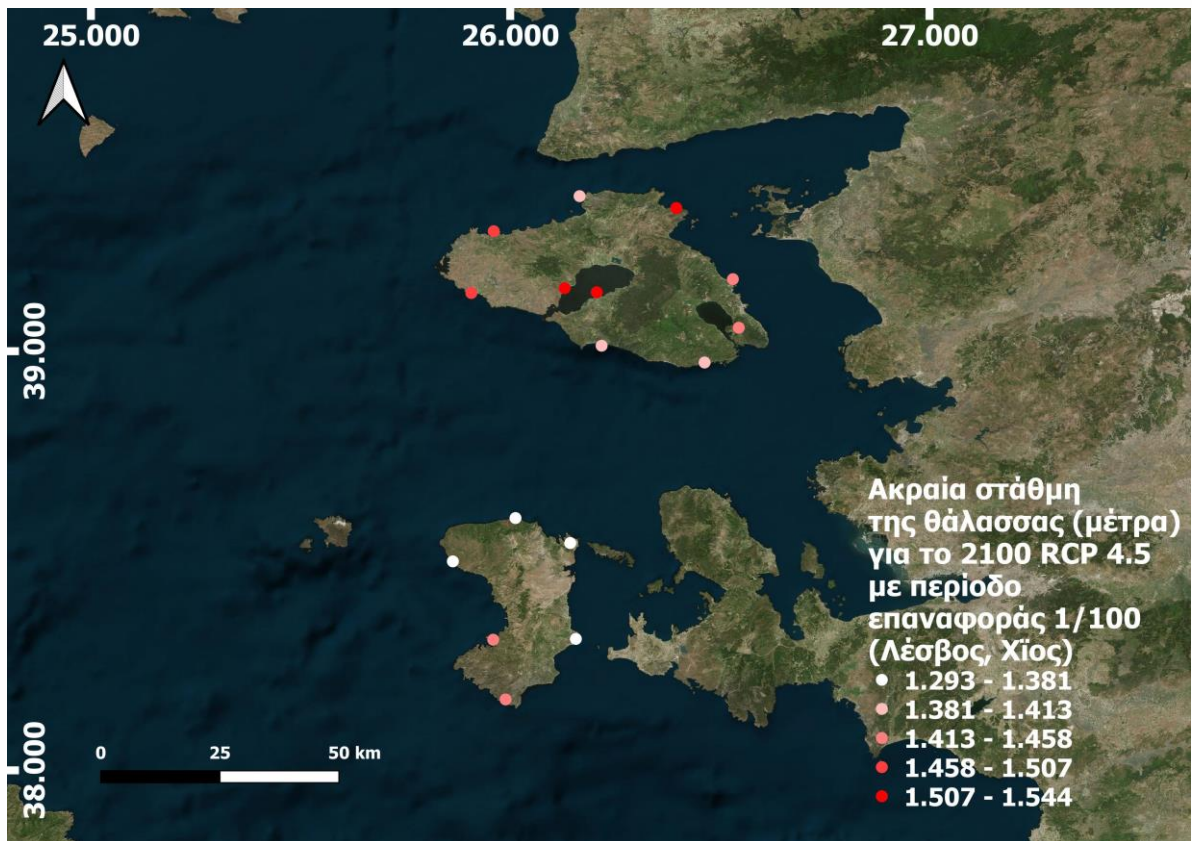 25.000 26.000 27.000
39.000
38.000
Ακραία στάθμη
της θάλασσας (μέτρα)
για το 2100 RCP 4.5
με περίοδο
επαναφοράς 1/100
(Λέσβος, Χϊος)
1.293 - 1.381
1.381 - 1.413
1.413 - 1.458
1.458 - 1.507
1.507 - 1.544
0 25 50 km